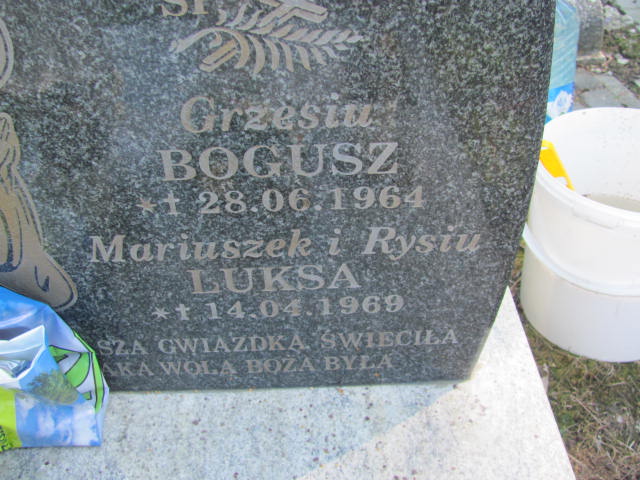 Grzesiu
BOGUSZ
*† 28.06.1964
Mariuszek i Rysiu
LUKSA
*† 14.04.1969
GWIAZDKA ŚWIECIŁA
WOLA BOŻA BYŁA